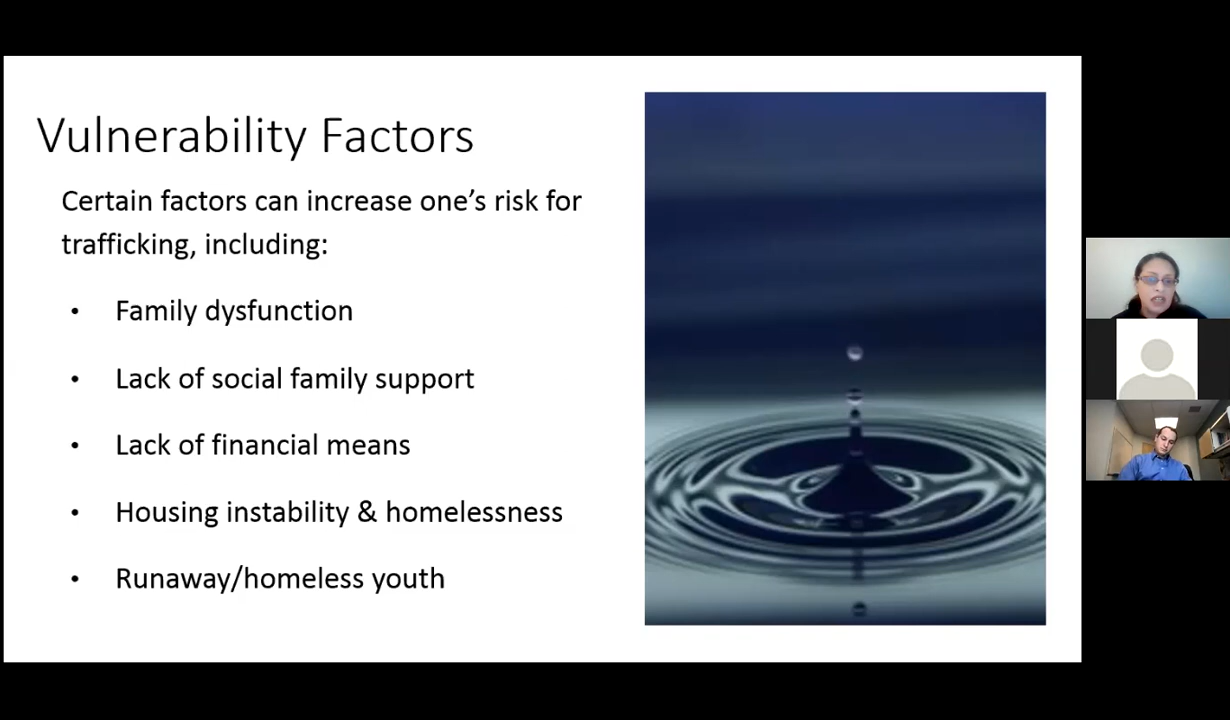 Vulnerability Factors
Certain factors can increase one’s risk for
trafficking, including:
• Family dysfunction
• Lack of social family support
• Lack of financial means
• Housing instability & homelessness
• Runaway/homeless youth